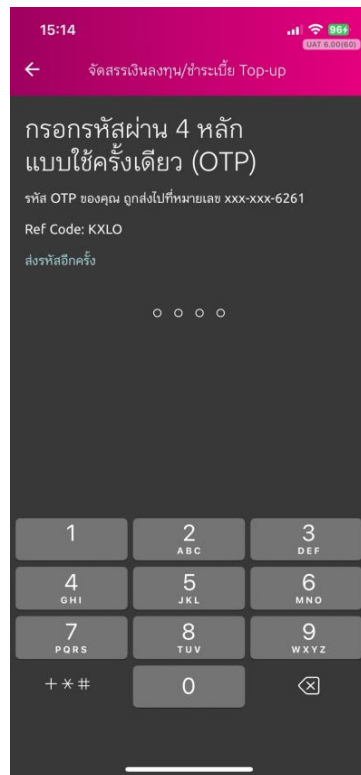 15:14
96
UAT 6.00(60)
จัดสรรเงินลงทุน/ชำระเบี้ย Top-up
กรอกรหัสผ่าน 4 หลัก
แบบใช้ครั้งเดียว (OTP)
รหัส OTP ของคุณ ถูกส่งไปที่หมายเลข xxx-xxx-6261
Ref Code: KXLO
ส่งรหัสอีกครั้ง
1 2 3
ABC DEF
4 5 6
GHI JKL MNO
7 8 9
PQRS TUV WXYZ
+*# 0